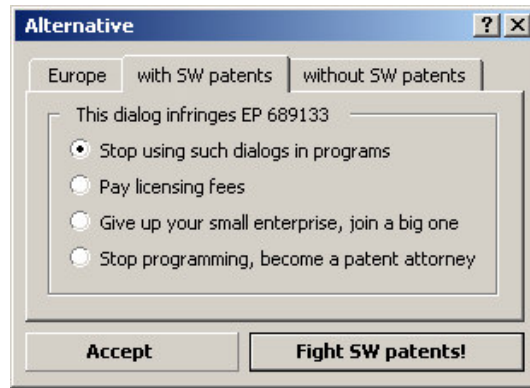 Alternative
? X
Europe with SW patents without SW patents
This dialog infringes EP 689133
Stop using such dialogs in programs
Pay licensing fees
Give up your small enterprise, join a big one
Stop programming, become a patent attorney
Accept Fight SW patents!